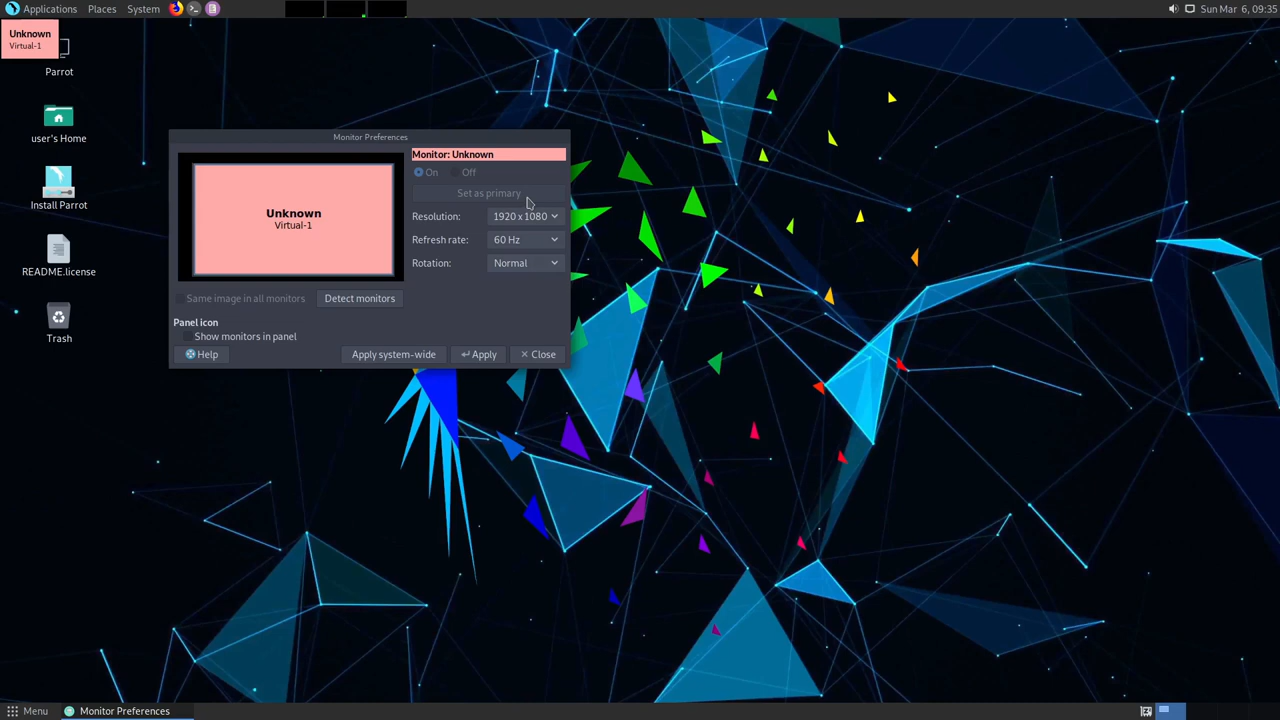 Applications Places System
Sun Mar 6, 09:35
Unknown
Virtual-1
Parrot
user's Home
Install Parrot
README.license
Trash
Monitor Preferences
Unknown
Virtual-1
Monitor: Unknown
On Off
Set as primary
Resolution: 1920 x 1080
Refresh rate: 60 Hz
Rotation: Normal
Same image in all monitors Detect monitors
Panel icon
Show monitors in panel
Help Apply system-wide Apply Close
Menu Monitor Preferences